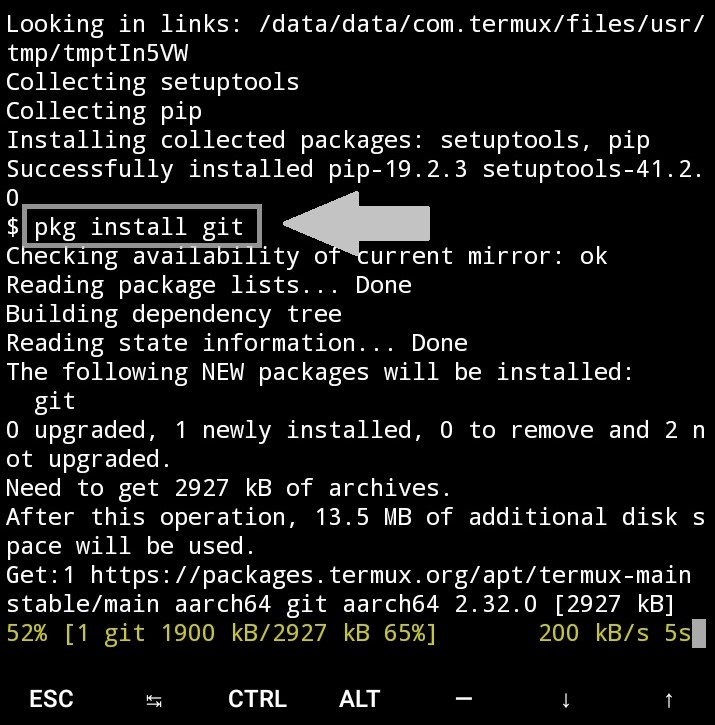 Looking in links: /data/data/com.termux/files/usr/
tmp/tmptIn5VW
Collecting setuptools
Collecting pip
Installing collected packages: setuptools, pip
Successfully installed pip-19.2.3 setuptools-41.2.
0
$ pkg install git
Checking availability of current mirror: ok
Reading package lists... Done
Building dependency tree
Reading state information... Done
The following NEW packages will be installed:
  git
0 upgraded, 1 newly installed, 0 to remove and 2 n
ot upgraded.
Need to get 2927 kB of archives.
After this operation, 13.5 MB of additional disk s
pace will be used.
Get:1 https://packages.termux.org/apt/termux-main
stable/main aarch64 git aarch64 2.32.0 [2927 kB]
52% [1 git 1900 kB/2927 kB 65%]       200 kB/s 5s
ESC ↹ CTRL ALT — ↓ ↑